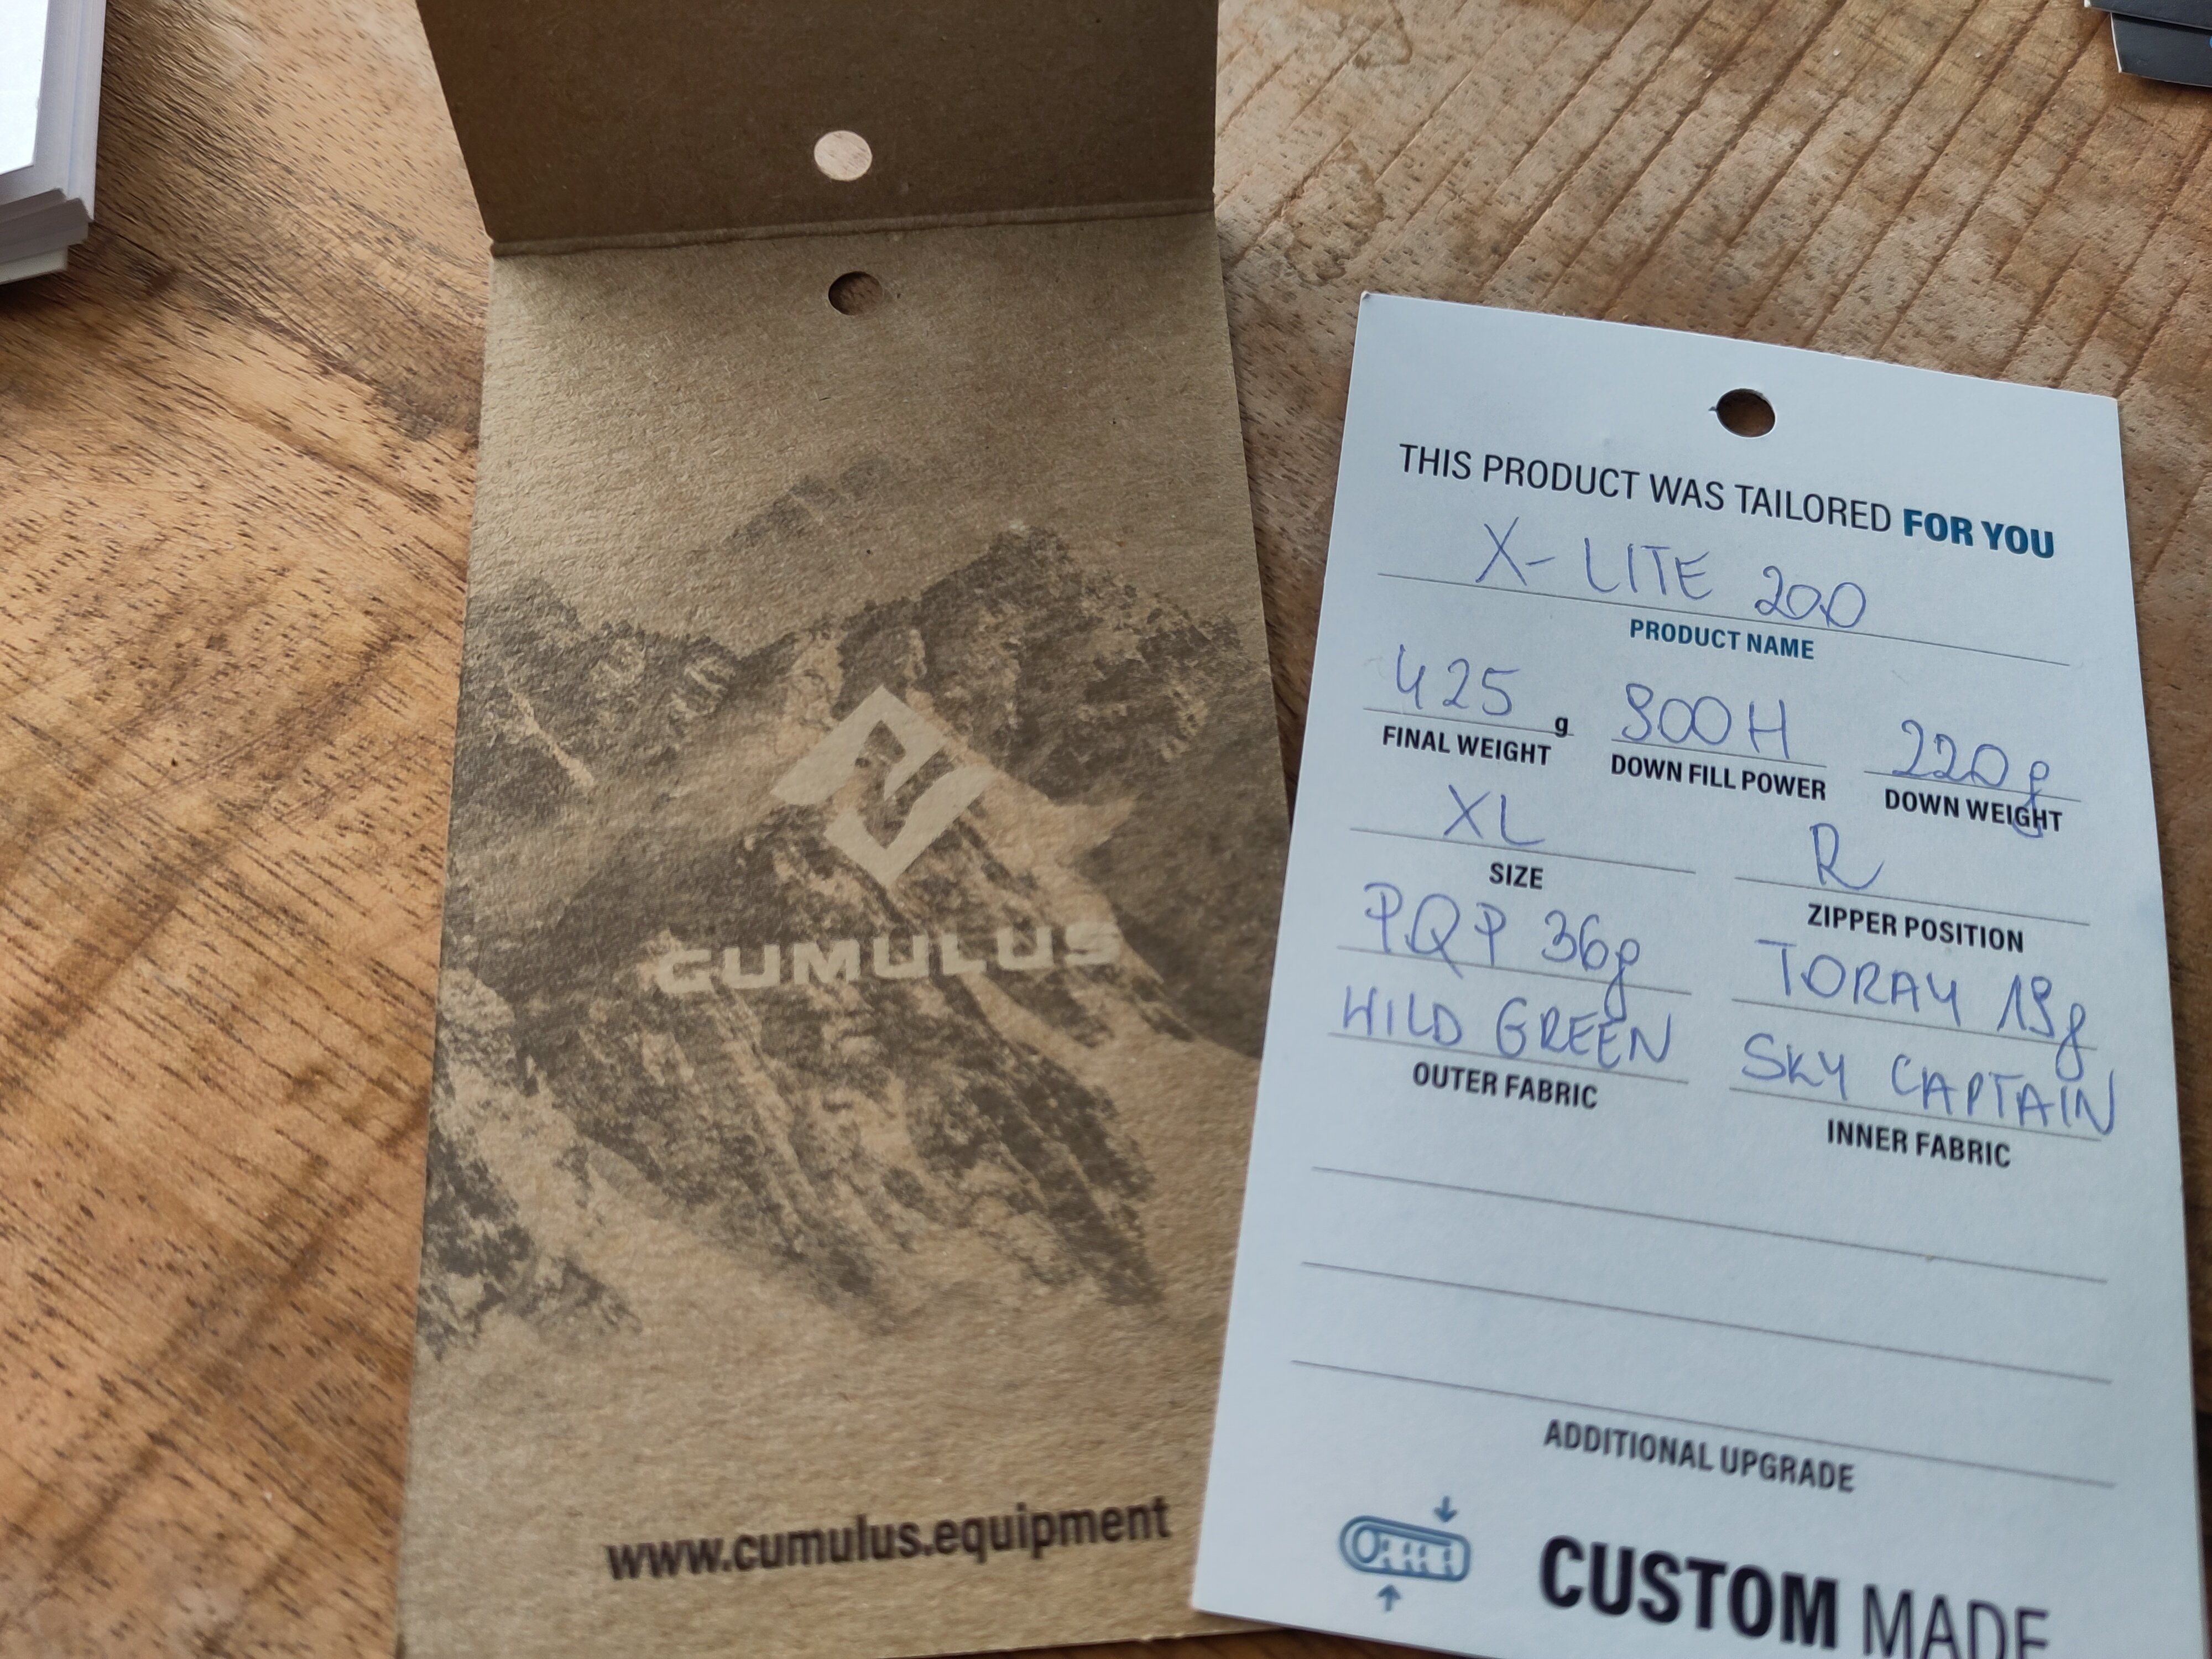 CUMULUS
www.cumulus.equipment
THIS PRODUCT WAS TAILORED FOR YOU
X-LITE 200
PRODUCT NAME
425 g 900H 220g
FINAL WEIGHT DOWN FILL POWER DOWN WEIGHT
XL R
SIZE ZIPPER POSITION
PQP 36g TORAY 19g
WILD GREEN SKY CAPTAIN
OUTER FABRIC INNER FABRIC
ADDITIONAL UPGRADE
CUSTOM MADE